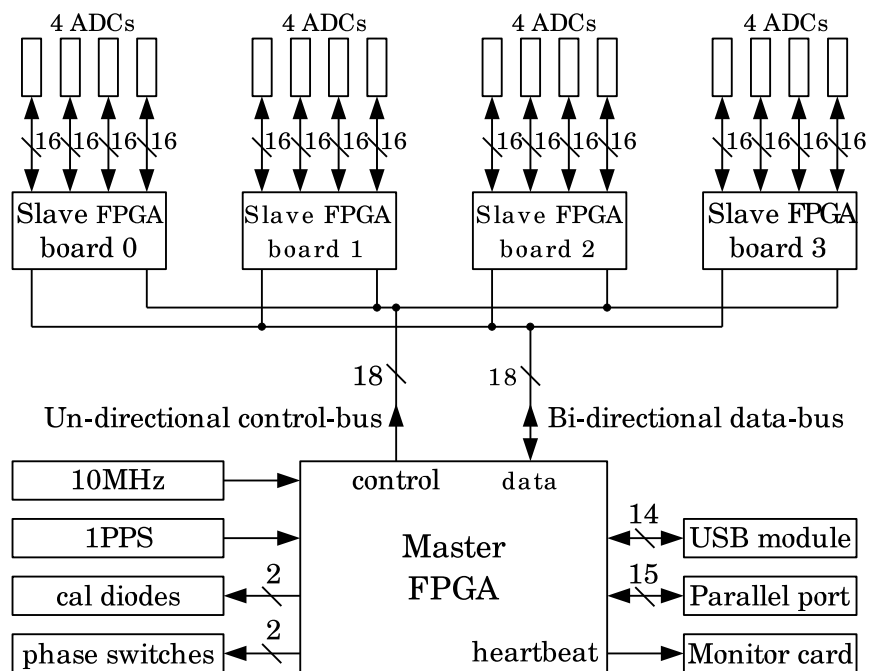 4 ADCs 4 ADCs 4 ADCs 4 ADCs
16 16 16 16 16 16 16 16 16 16 16 16 16 16 16 16
Slave FPGA board 0
Slave FPGA board 1
Slave FPGA board 2
Slave FPGA board 3
18 18
Un-directional control-bus Bi-directional data-bus
control data
10MHz
1PPS
cal diodes
2
phase switches
2
Master
FPGA
heartbeat
14
USB module
15
Parallel port
Monitor card